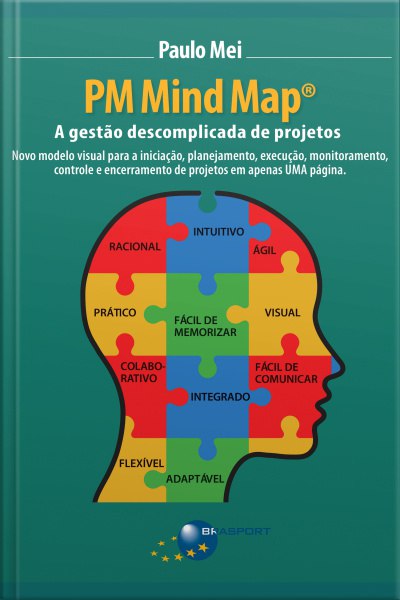 Paulo Mei
PM Mind Map®
A gestão descomplicada de projetos
Novo modelo visual para a iniciação, planejamento, execução, monitoramento,
controle e encerramento de projetos em apenas UMA página.
RACIONAL
INTUITIVO
ÁGIL
PRÁTICO
FÁCIL DE
MEMORIZAR
VISUAL
COLABO-
RATIVO
INTEGRADO
FÁCIL DE
COMUNICAR
FLEXÍVEL
ADAPTÁVEL
BRASPORT